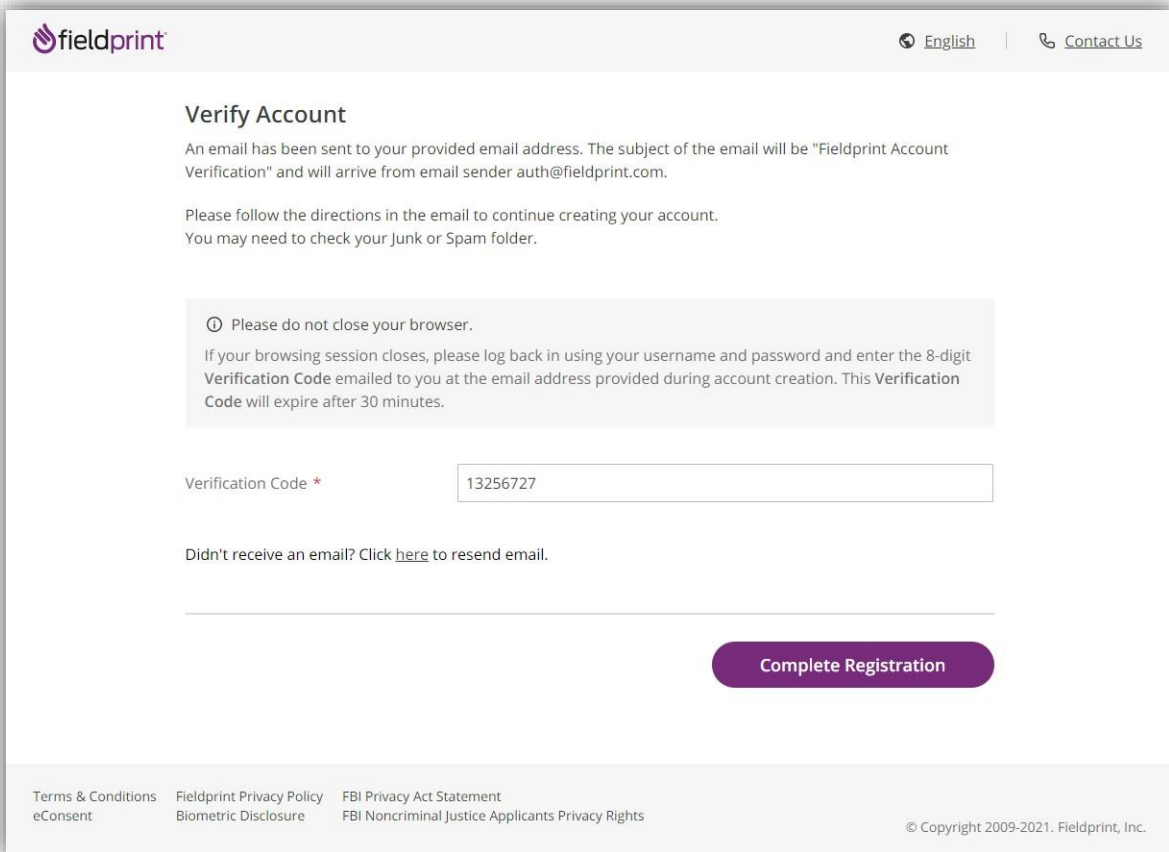 fieldprint
English
Contact Us
Verify Account
An email has been sent to your provided email address. The subject of the email will be "Fieldprint Account
Verification" and will arrive from email sender auth@fieldprint.com.
Please follow the directions in the email to continue creating your account.
You may need to check your Junk or Spam folder.
Please do not close your browser.
If your browsing session closes, please log back in using your username and password and enter the 8-digit
Verification Code emailed to you at the email address provided during account creation. This Verification
Code will expire after 30 minutes.
Verification Code *
13256727
Didn't receive an email? Click here to resend email.
Complete Registration
Terms & Conditions Fieldprint Privacy Policy FBI Privacy Act Statement
eConsent Biometric Disclosure FBI Noncriminal Justice Applicants Privacy Rights
© Copyright 2009-2021. Fieldprint, Inc.